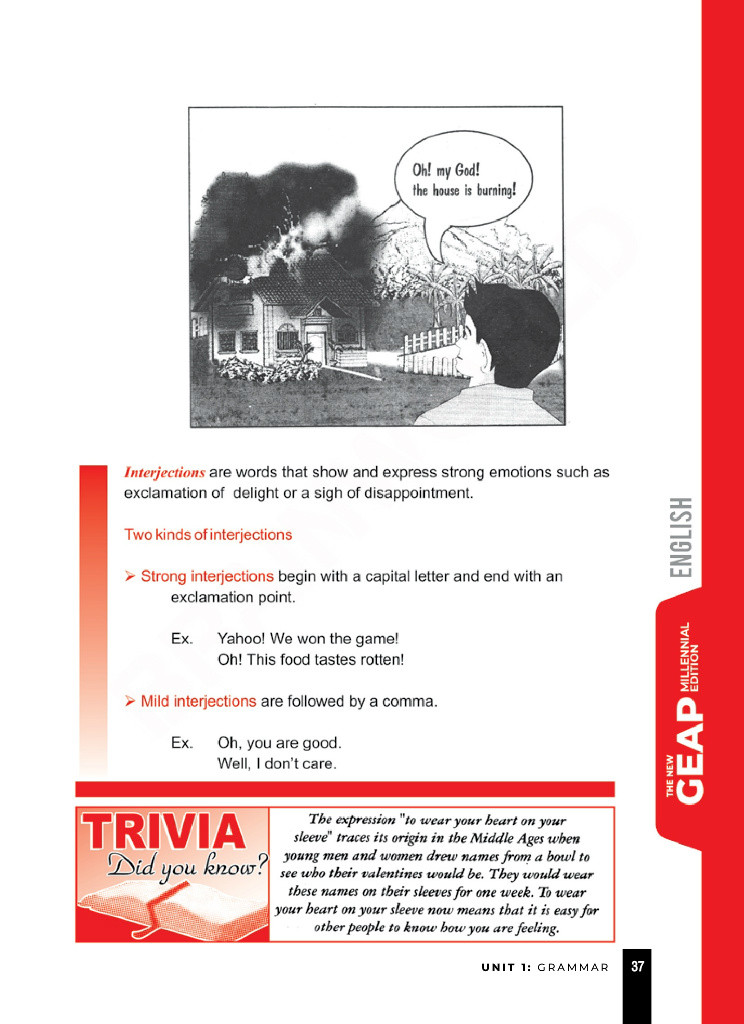 Oh! my God!
the house is burning!
Interjections are words that show and express strong emotions such as
exclamation of delight or a sigh of disappointment.
Two kinds of interjections
➢ Strong interjections begin with a capital letter and end with an
exclamation point.
Ex. Yahoo! We won the game!
Oh! This food tastes rotten!
➢ Mild interjections are followed by a comma.
Ex. Oh, you are good.
Well, I don't care.
TRIVIA
Did you know?
The expression "to wear your heart on your
sleeve" traces its origin in the Middle Ages when
young men and women drew names from a bowl to
see who their valentines would be. They would wear
these names on their sleeves for one week. To wear
your heart on your sleeve now means that it is easy for
other people to know how you are feeling.
ENGLISH
THE NEW
GEAP
MILLENNIAL
EDITION
UNIT 1: GRAMMAR 37